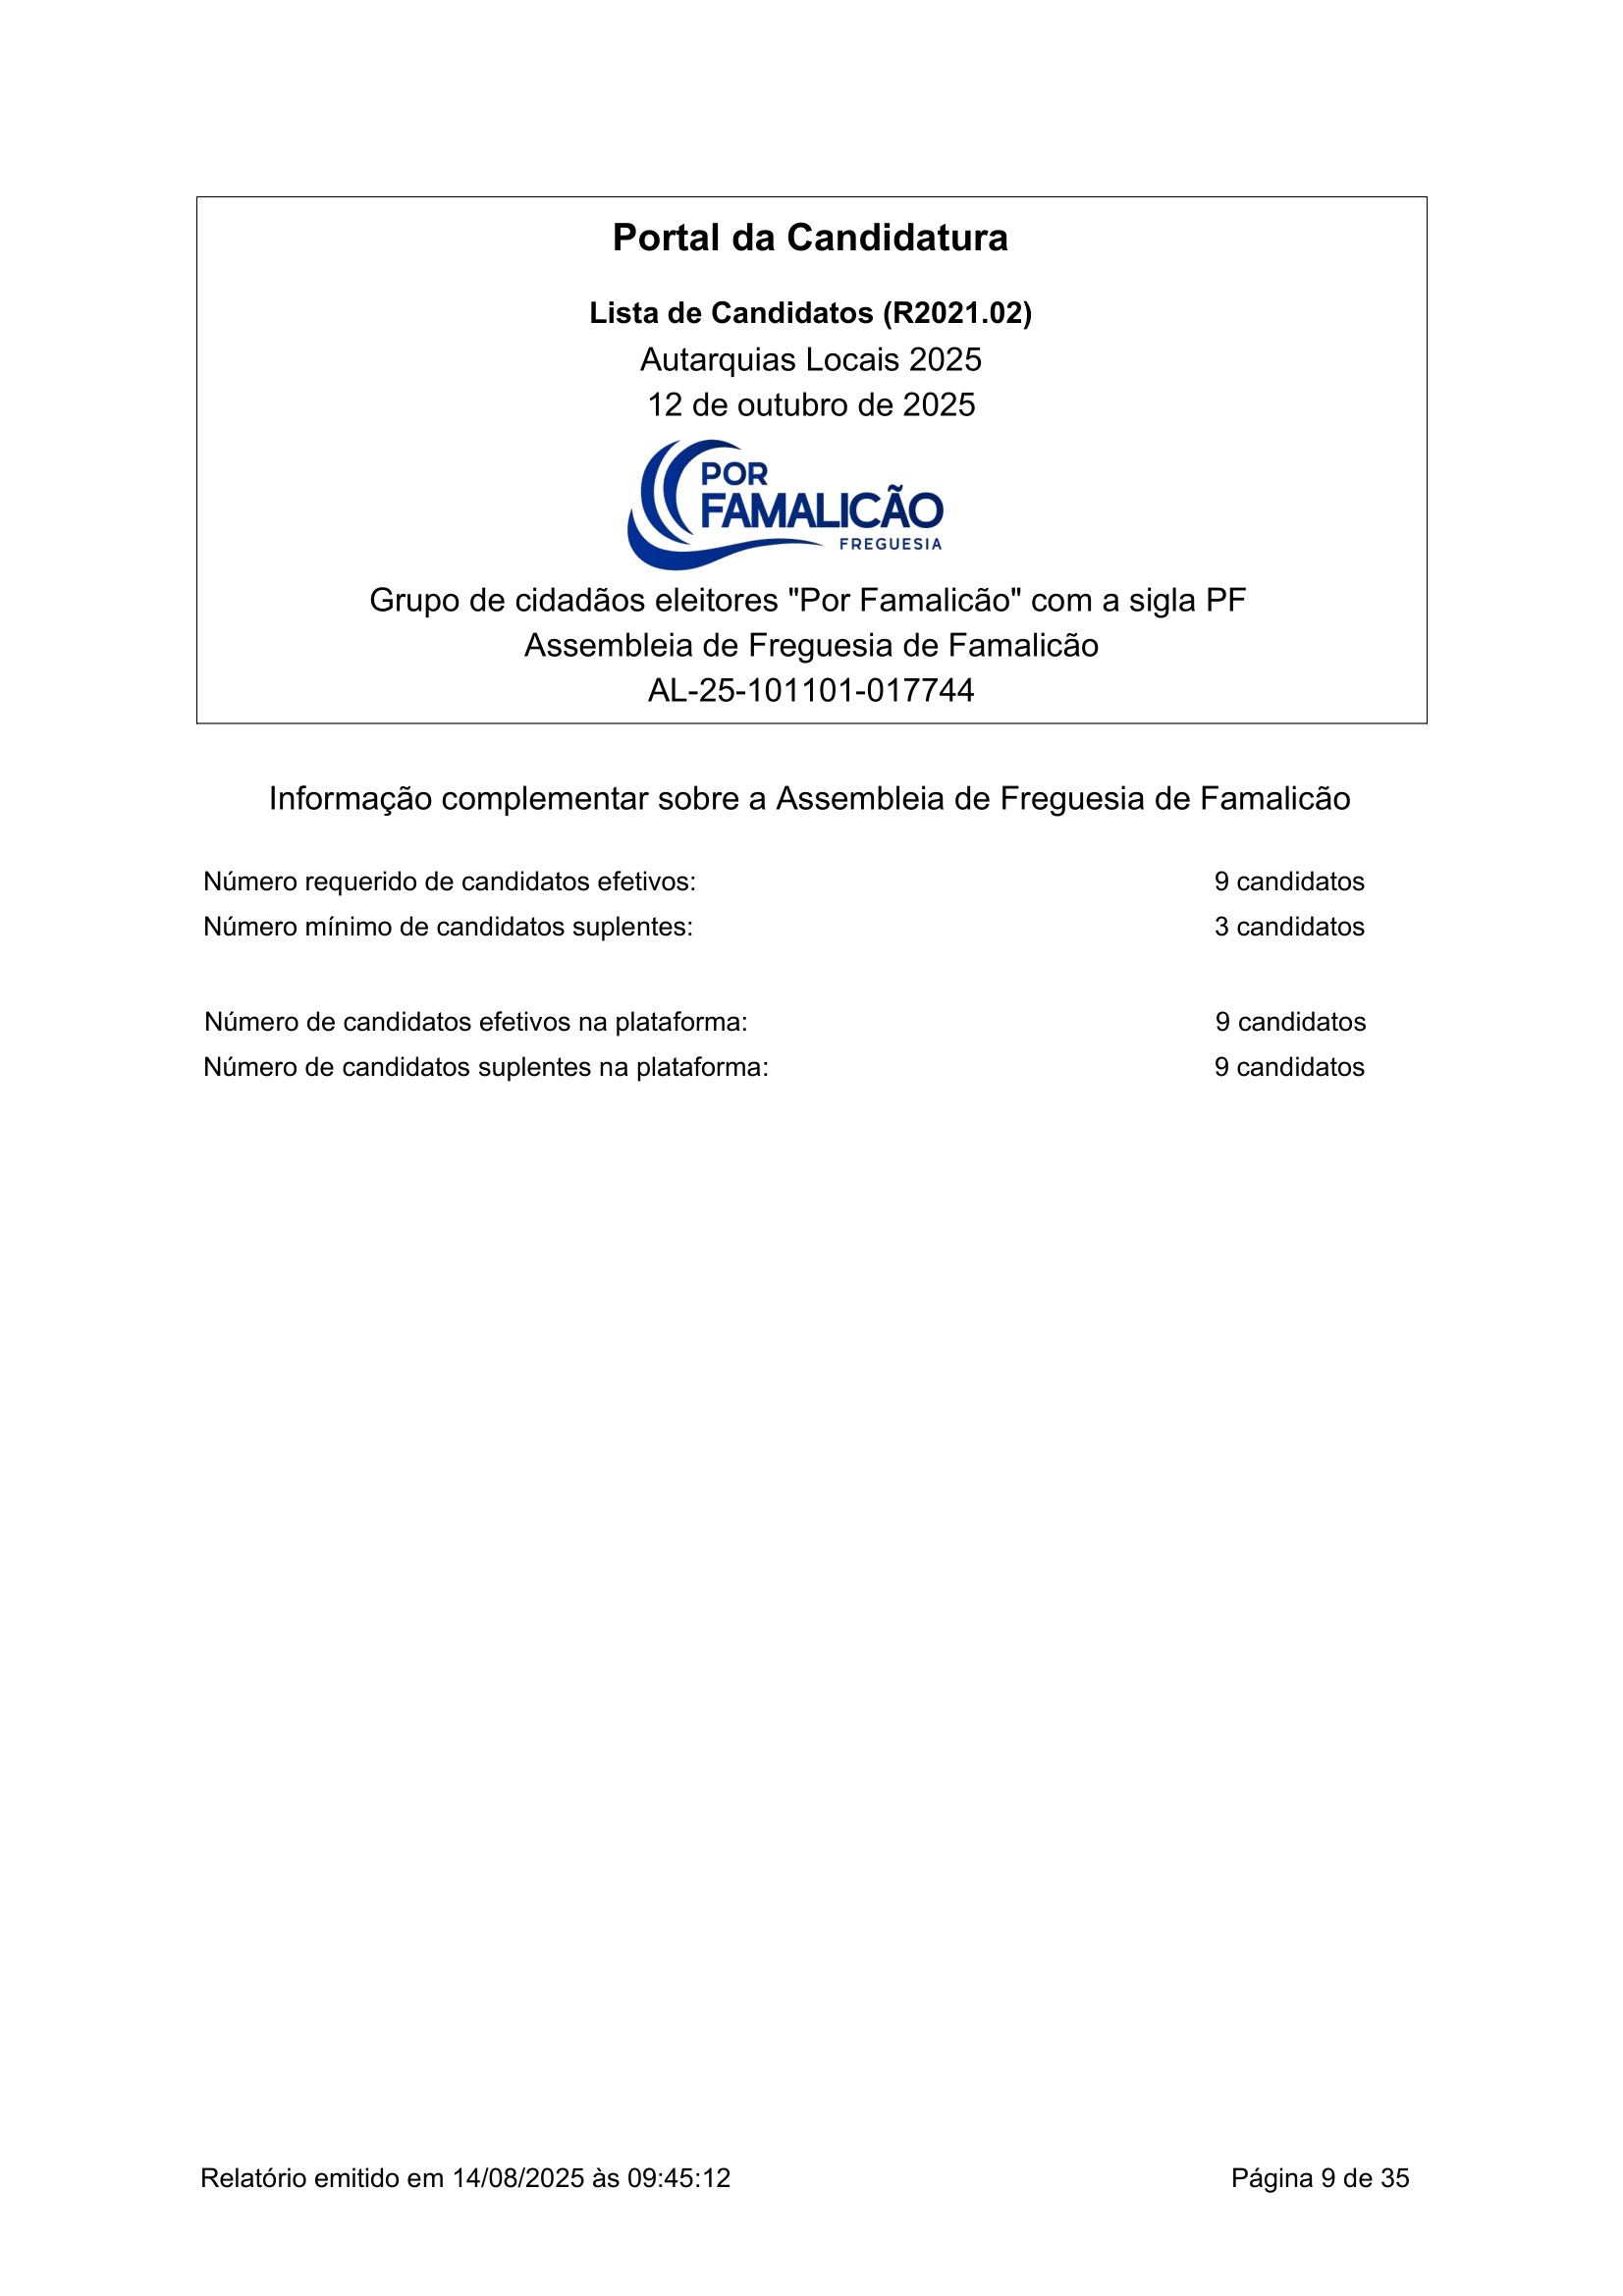 Portal da Candidatura
Lista de Candidatos (R2021.02)
Autarquias Locais 2025
12 de outubro de 2025
POR
FAMALICÃO
FREGUESIA
Grupo de cidadãos eleitores "Por Famalicão" com a sigla PF
Assembleia de Freguesia de Famalicão
AL-25-101101-017744
Informação complementar sobre a Assembleia de Freguesia de Famalicão
Número requerido de candidatos efetivos: 9 candidatos
Número mínimo de candidatos suplentes: 3 candidatos
Número de candidatos efetivos na plataforma: 9 candidatos
Número de candidatos suplentes na plataforma: 9 candidatos
Relatório emitido em 14/08/2025 às 09:45:12 Página 9 de 35